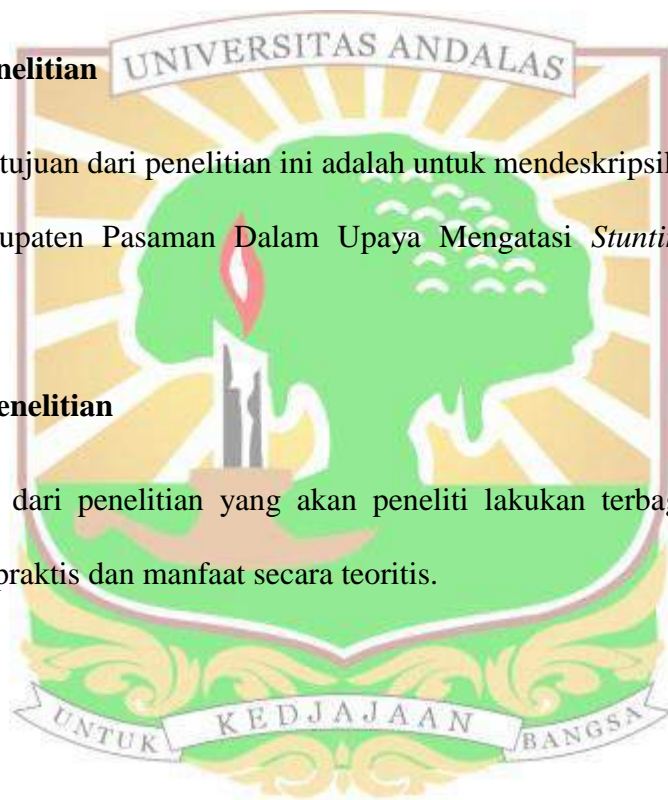 UNIVERSITAS ANDALAS
nelitian
tujuan dari penelitian ini adalah untuk mendeskripsi
upaten Pasaman Dalam Upaya Mengatasi Stunti
enelitian
dari penelitian yang akan peneliti lakukan terbag
praktis dan manfaat secara teoritis.
UNTUK KEDJAJAAN BANGSA